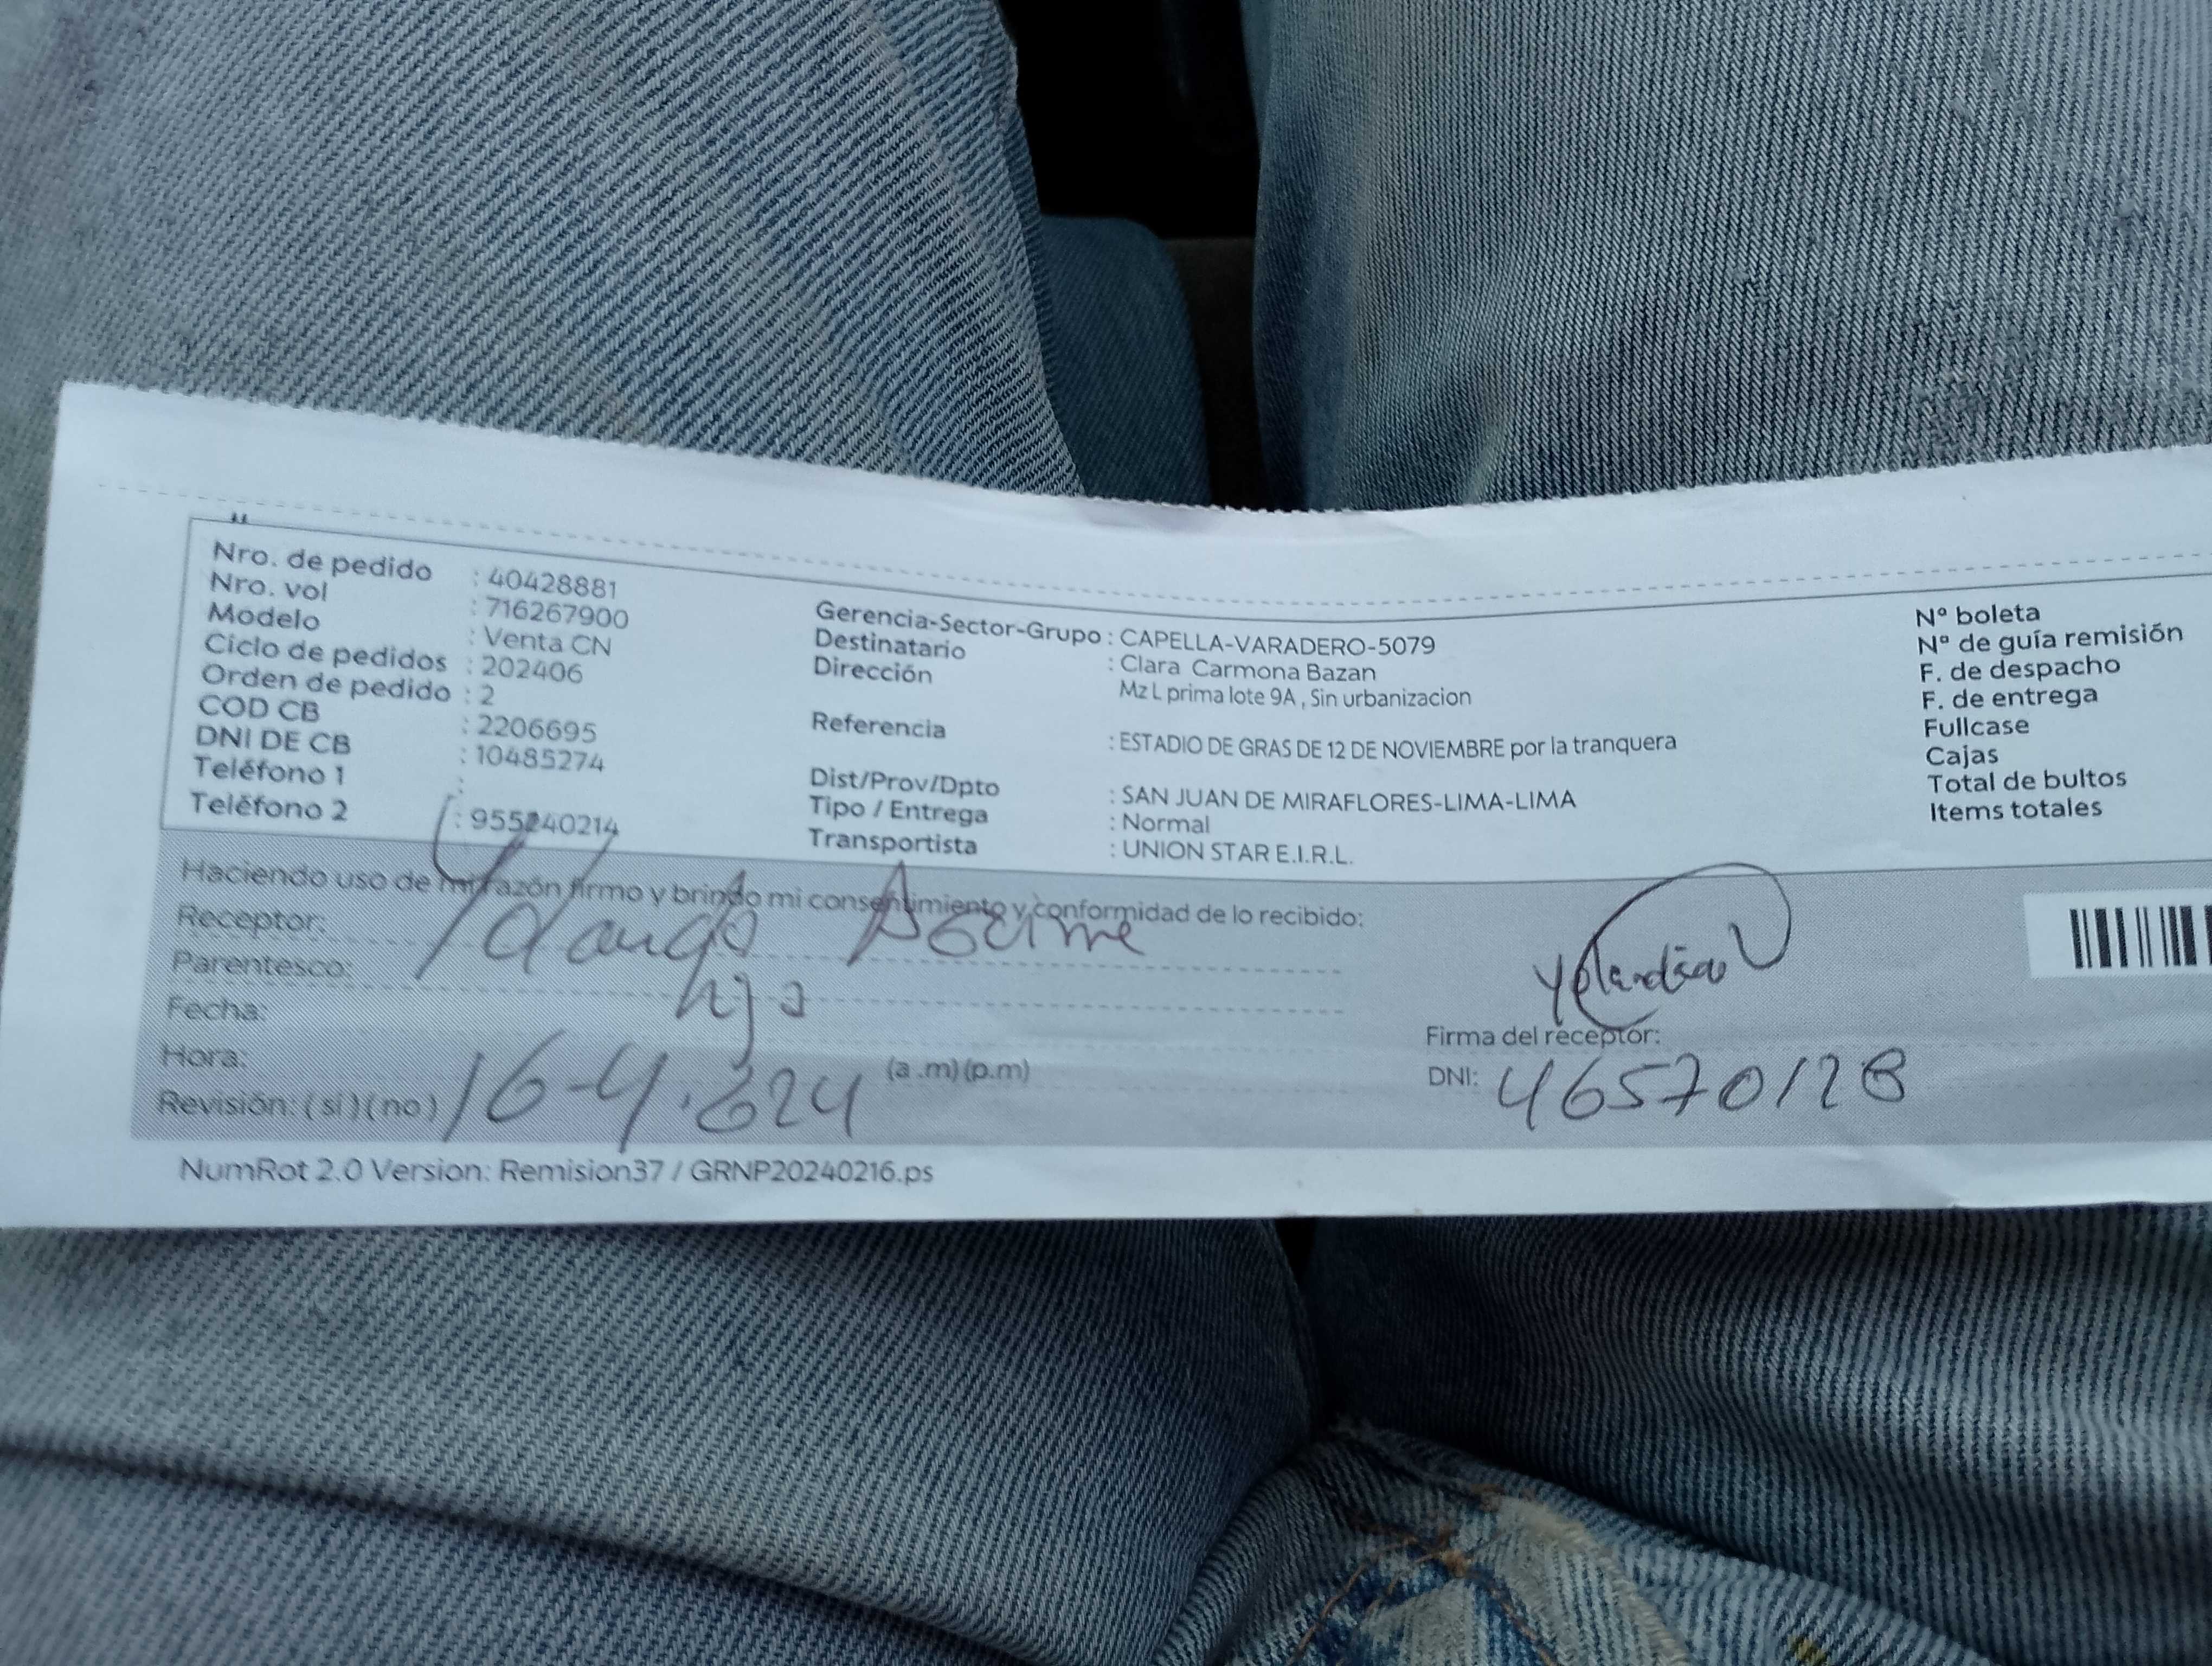 Nro. de pedido : 40428881
Nro. vol : 716267900
Modelo : Venta CN
Ciclo de pedidos : 202406
Orden de pedido : 2
COD CB : 2206695
DNI DE CB : 10485274
Teléfono 1 :
Teléfono 2 : 955240214
Gerencia-Sector-Grupo : CAPELLA-VARADERO-5079
Destinatario : Clara Carmona Bazan
Dirección Mz L prima lote 9A , Sin urbanizacion
Referencia : ESTADIO DE GRAS DE 12 DE NOVIEMBRE por la tranquera
Dist/Prov/Dpto : SAN JUAN DE MIRAFLORES-LIMA-LIMA
Tipo / Entrega : Normal
Transportista : UNION STAR E.I.R.L.
Nº boleta
Nº de guía remisión
F. de despacho
F. de entrega
Fullcase
Cajas
Total de bultos
Items totales
Haciendo uso de mi razón firmo y brindo mi consentimiento y conformidad de lo recibido:
Receptor:
Parentesco: hija
Fecha:
Hora: (a .m) (p.m)
Revisión: ( si ) ( no ) 16-4.
Firma del receptor:
DNI: 46570128
NumRot 2.0 Version: Remision37 / GRNP20240216.ps